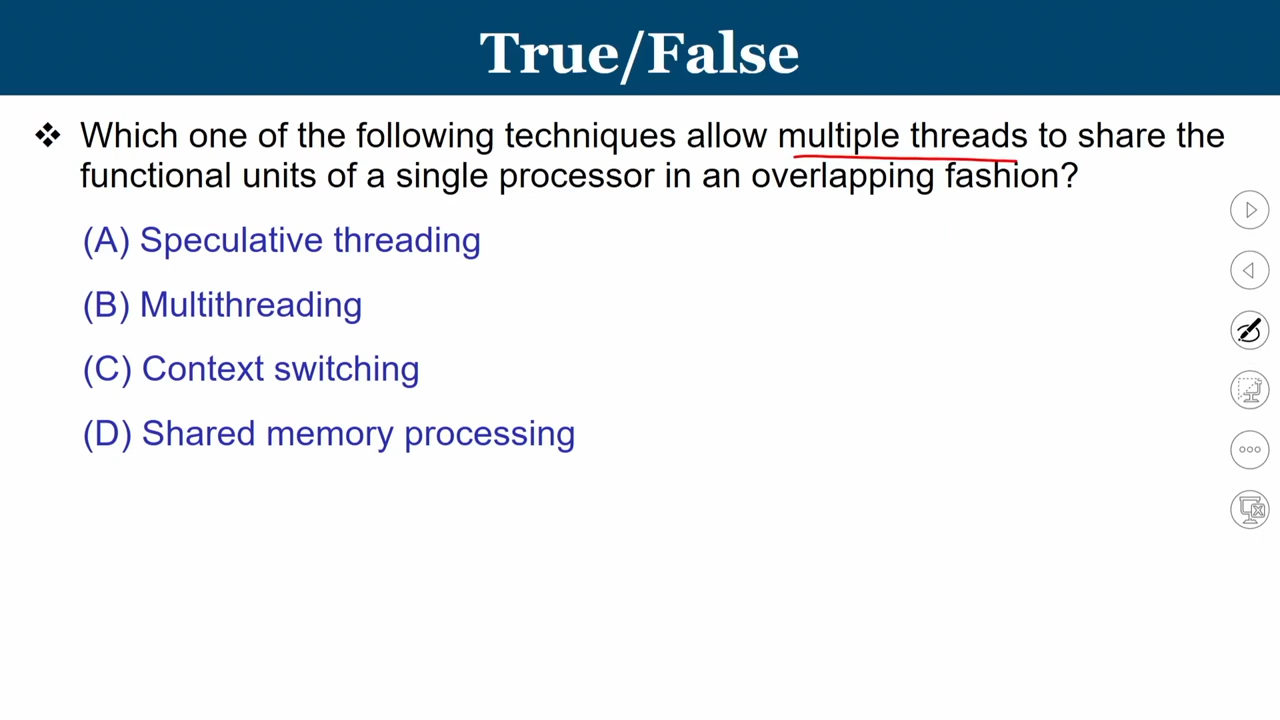 True/False
❖ Which one of the following techniques allow multiple threads to share the
functional units of a single processor in an overlapping fashion?
(A) Speculative threading
(B) Multithreading
(C) Context switching
(D) Shared memory processing